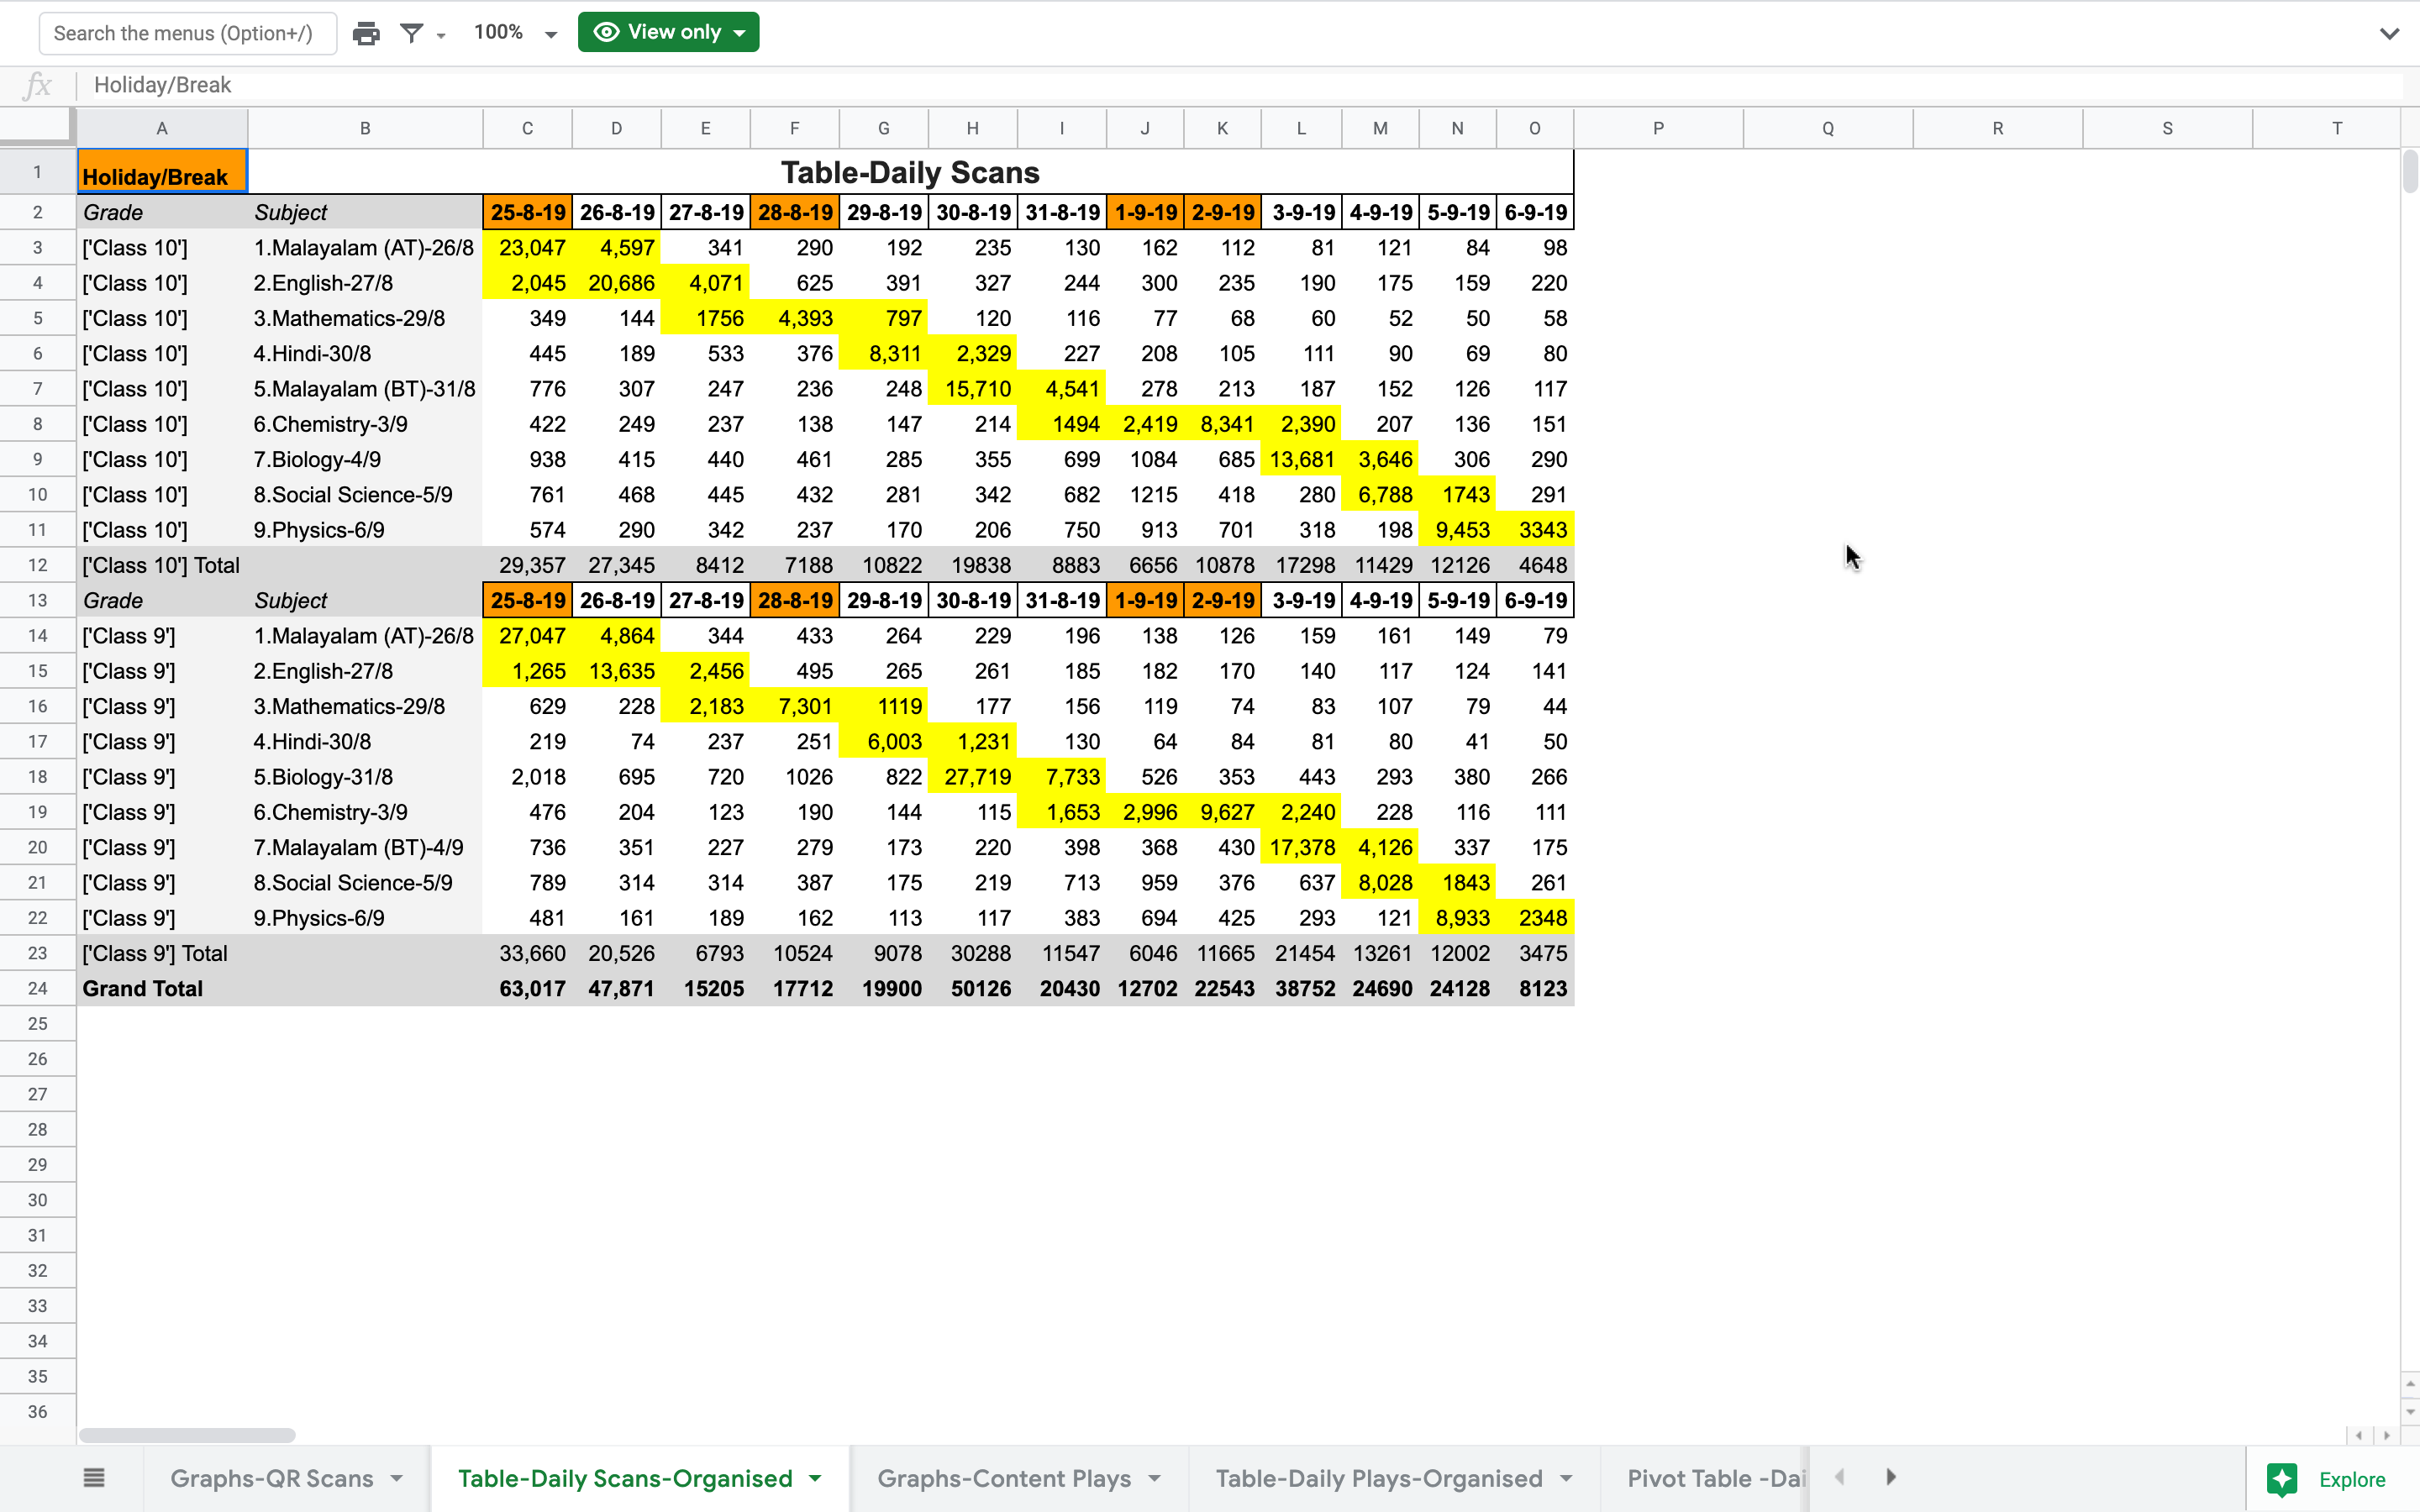 Search the menus (Option+/) 100% View only
fx Holiday/Break
A B C D E F G H I J K L M N O P Q R S T
1 Holiday/Break Table-Daily Scans
2 Grade Subject 25-8-19 26-8-19 27-8-19 28-8-19 29-8-19 30-8-19 31-8-19 1-9-19 2-9-19 3-9-19 4-9-19 5-9-19 6-9-19
3 ['Class 10'] 1.Malayalam (AT)-26/8 23,047 4,597 341 290 192 235 130 162 112 81 121 84 98
4 ['Class 10'] 2.English-27/8 2,045 20,686 4,071 625 391 327 244 300 235 190 175 159 220
5 ['Class 10'] 3.Mathematics-29/8 349 144 1756 4,393 797 120 116 77 68 60 52 50 58
6 ['Class 10'] 4.Hindi-30/8 445 189 533 376 8,311 2,329 227 208 105 111 90 69 80
7 ['Class 10'] 5.Malayalam (BT)-31/8 776 307 247 236 248 15,710 4,541 278 213 187 152 126 117
8 ['Class 10'] 6.Chemistry-3/9 422 249 237 138 147 214 1494 2,419 8,341 2,390 207 136 151
9 ['Class 10'] 7.Biology-4/9 938 415 440 461 285 355 699 1084 685 13,681 3,646 306 290
10 ['Class 10'] 8.Social Science-5/9 761 468 445 432 281 342 682 1215 418 280 6,788 1743 291
11 ['Class 10'] 9.Physics-6/9 574 290 342 237 170 206 750 913 701 318 198 9,453 3343
12 ['Class 10'] Total 29,357 27,345 8412 7188 10822 19838 8883 6656 10878 17298 11429 12126 4648
13 Grade Subject 25-8-19 26-8-19 27-8-19 28-8-19 29-8-19 30-8-19 31-8-19 1-9-19 2-9-19 3-9-19 4-9-19 5-9-19 6-9-19
14 ['Class 9'] 1.Malayalam (AT)-26/8 27,047 4,864 344 433 264 229 196 138 126 159 161 149 79
15 ['Class 9'] 2.English-27/8 1,265 13,635 2,456 495 265 261 185 182 170 140 117 124 141
16 ['Class 9'] 3.Mathematics-29/8 629 228 2,183 7,301 1119 177 156 119 74 83 107 79 44
17 ['Class 9'] 4.Hindi-30/8 219 74 237 251 6,003 1,231 130 64 84 81 80 41 50
18 ['Class 9'] 5.Biology-31/8 2,018 695 720 1026 822 27,719 7,733 526 353 443 293 380 266
19 ['Class 9'] 6.Chemistry-3/9 476 204 123 190 144 115 1,653 2,996 9,627 2,240 228 116 111
20 ['Class 9'] 7.Malayalam (BT)-4/9 736 351 227 279 173 220 398 368 430 17,378 4,126 337 175
21 ['Class 9'] 8.Social Science-5/9 789 314 314 387 175 219 713 959 376 637 8,028 1843 261
22 ['Class 9'] 9.Physics-6/9 481 161 189 162 113 117 383 694 425 293 121 8,933 2348
23 ['Class 9'] Total 33,660 20,526 6793 10524 9078 30288 11547 6046 11665 21454 13261 12002 3475
24 Grand Total 63,017 47,871 15205 17712 19900 50126 20430 12702 22543 38752 24690 24128 8123
25
26
27
28
29
30
31
32
33
34
35
36
Graphs-QR Scans Table-Daily Scans-Organised Graphs-Content Plays Table-Daily Plays-Organised Pivot Table -Dai Explore